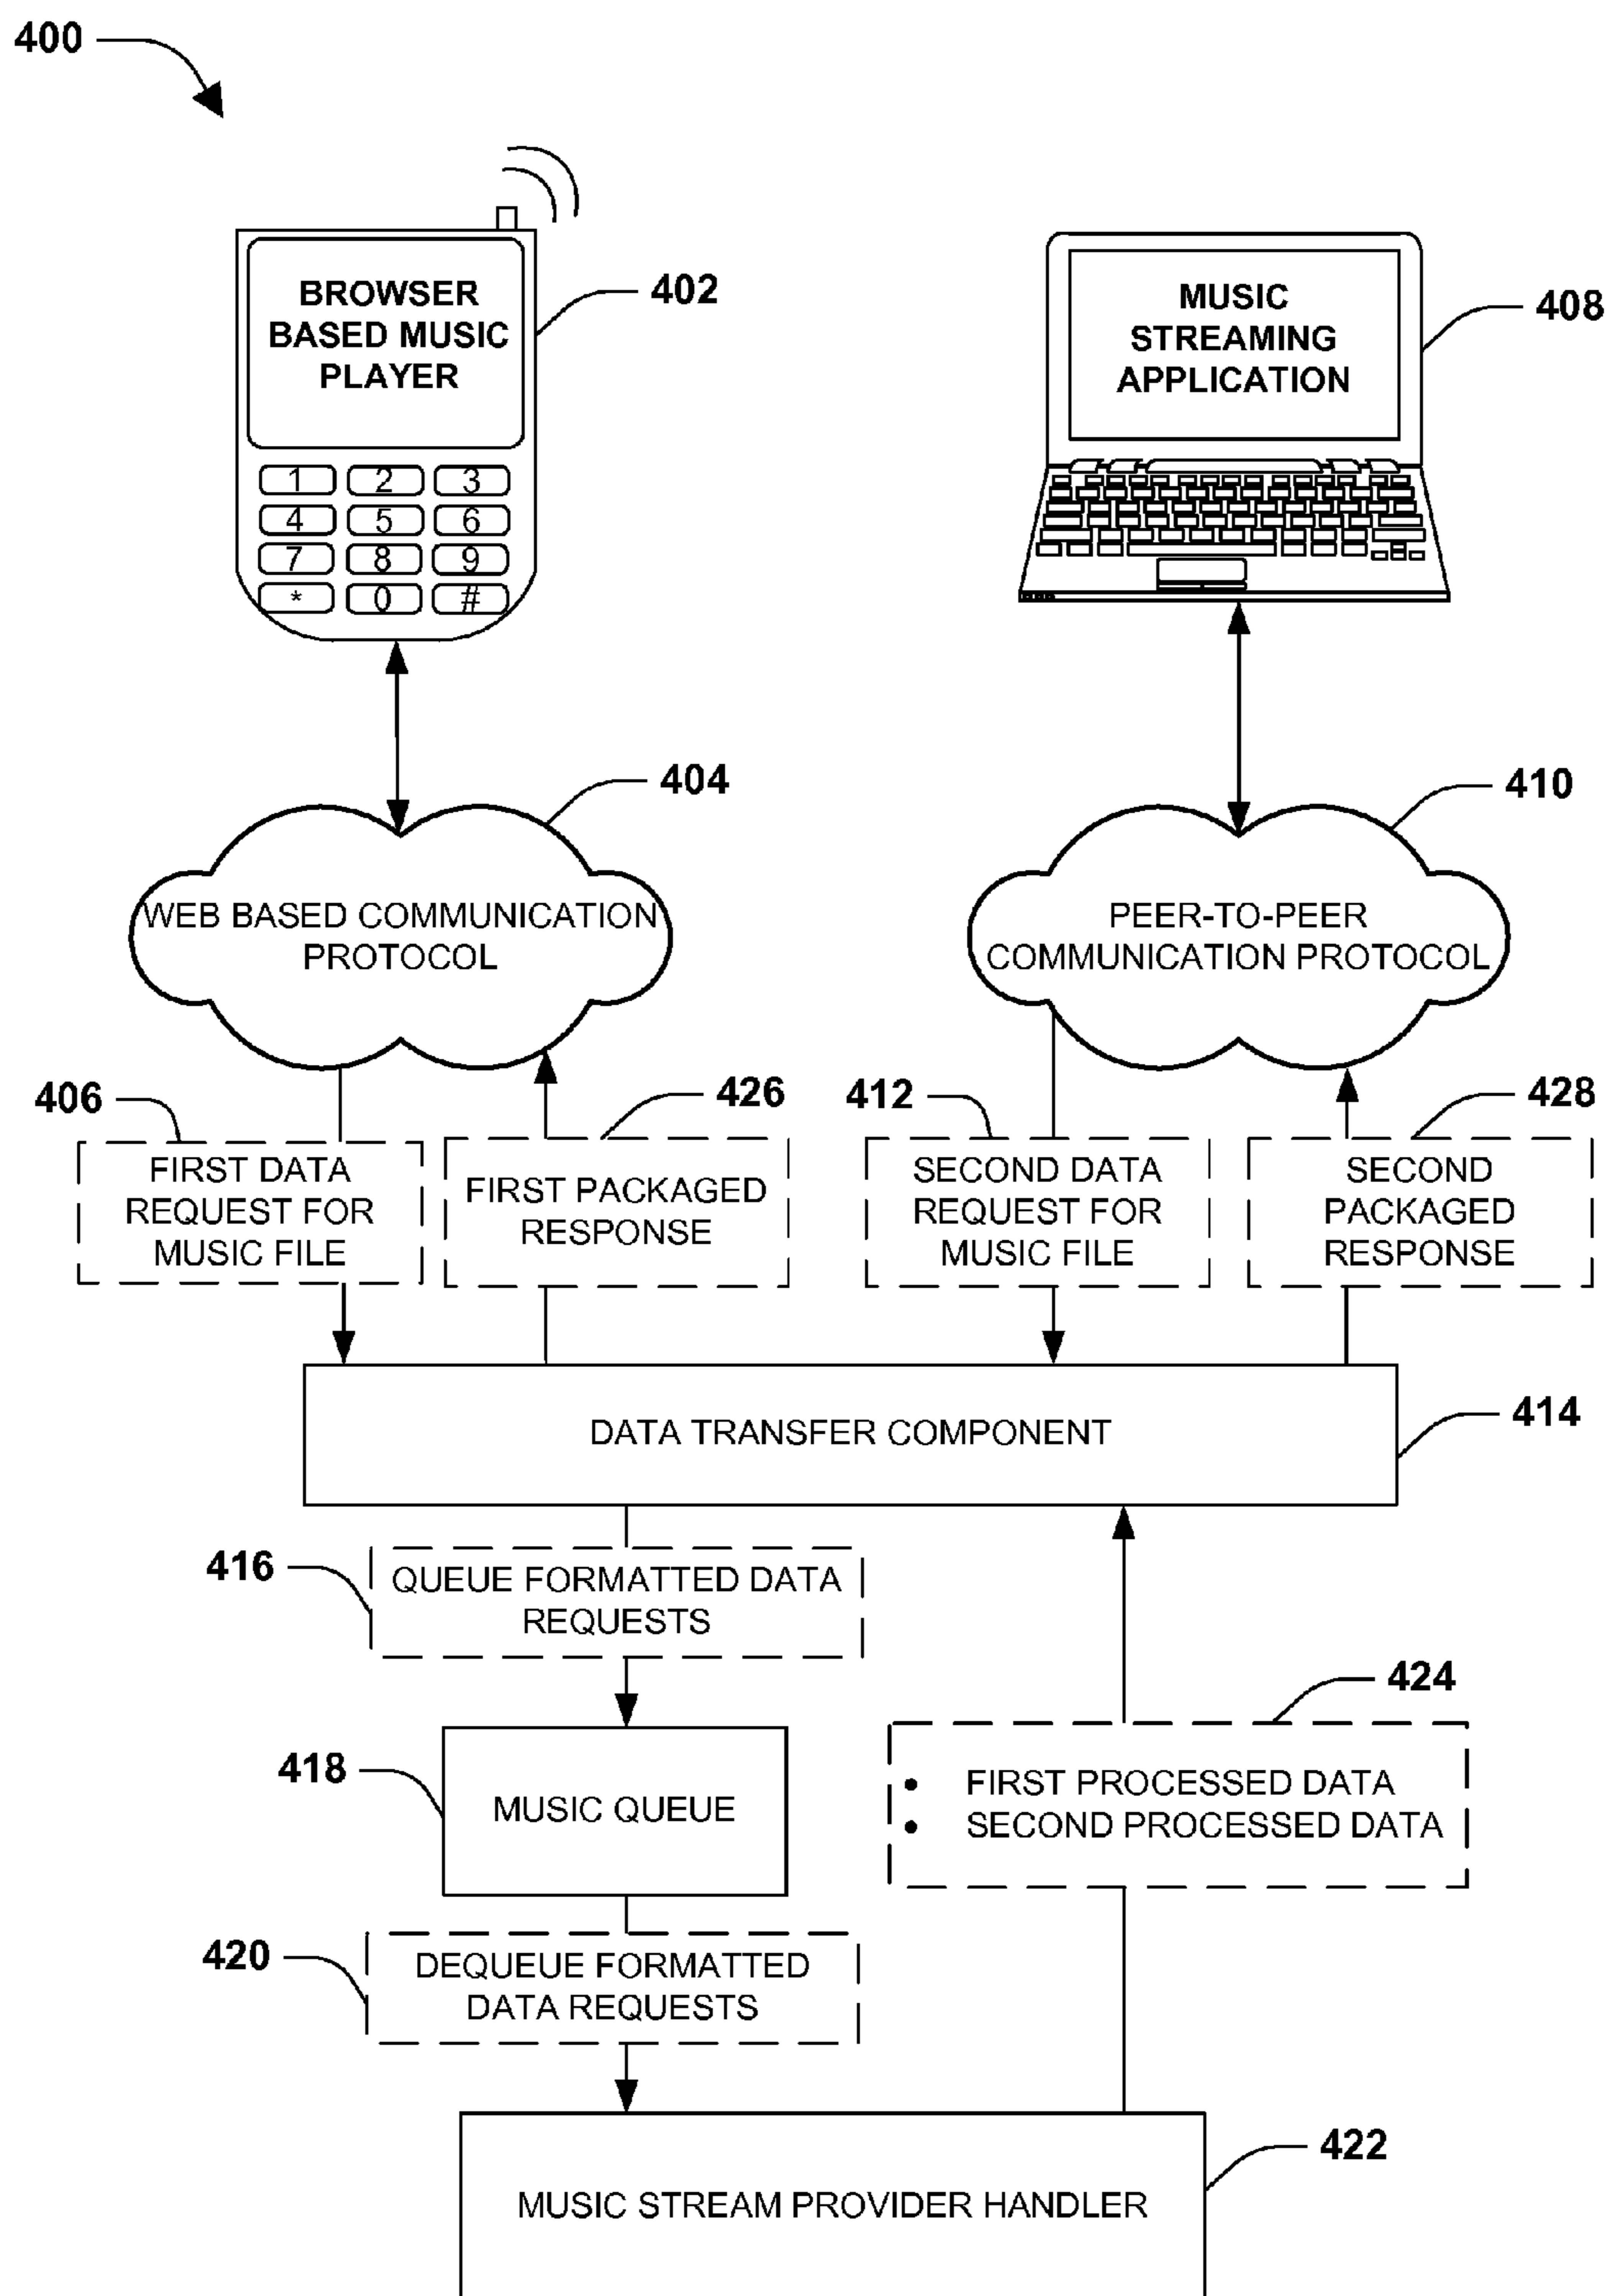 400
BROWSER
BASED MUSIC
PLAYER
402
1 2 3
4 5 6
7 8 9
* 0 #
MUSIC
STREAMING
APPLICATION
408
404
WEB BASED COMMUNICATION
PROTOCOL
410
PEER-TO-PEER
COMMUNICATION PROTOCOL
406
FIRST DATA
REQUEST FOR
MUSIC FILE
426
FIRST PACKAGED
RESPONSE
412
SECOND DATA
REQUEST FOR
MUSIC FILE
428
SECOND
PACKAGED
RESPONSE
DATA TRANSFER COMPONENT
414
416
QUEUE FORMATTED DATA
REQUESTS
418
MUSIC QUEUE
424
• FIRST PROCESSED DATA
• SECOND PROCESSED DATA
420
DEQUEUE FORMATTED
DATA REQUESTS
422
MUSIC STREAM PROVIDER HANDLER